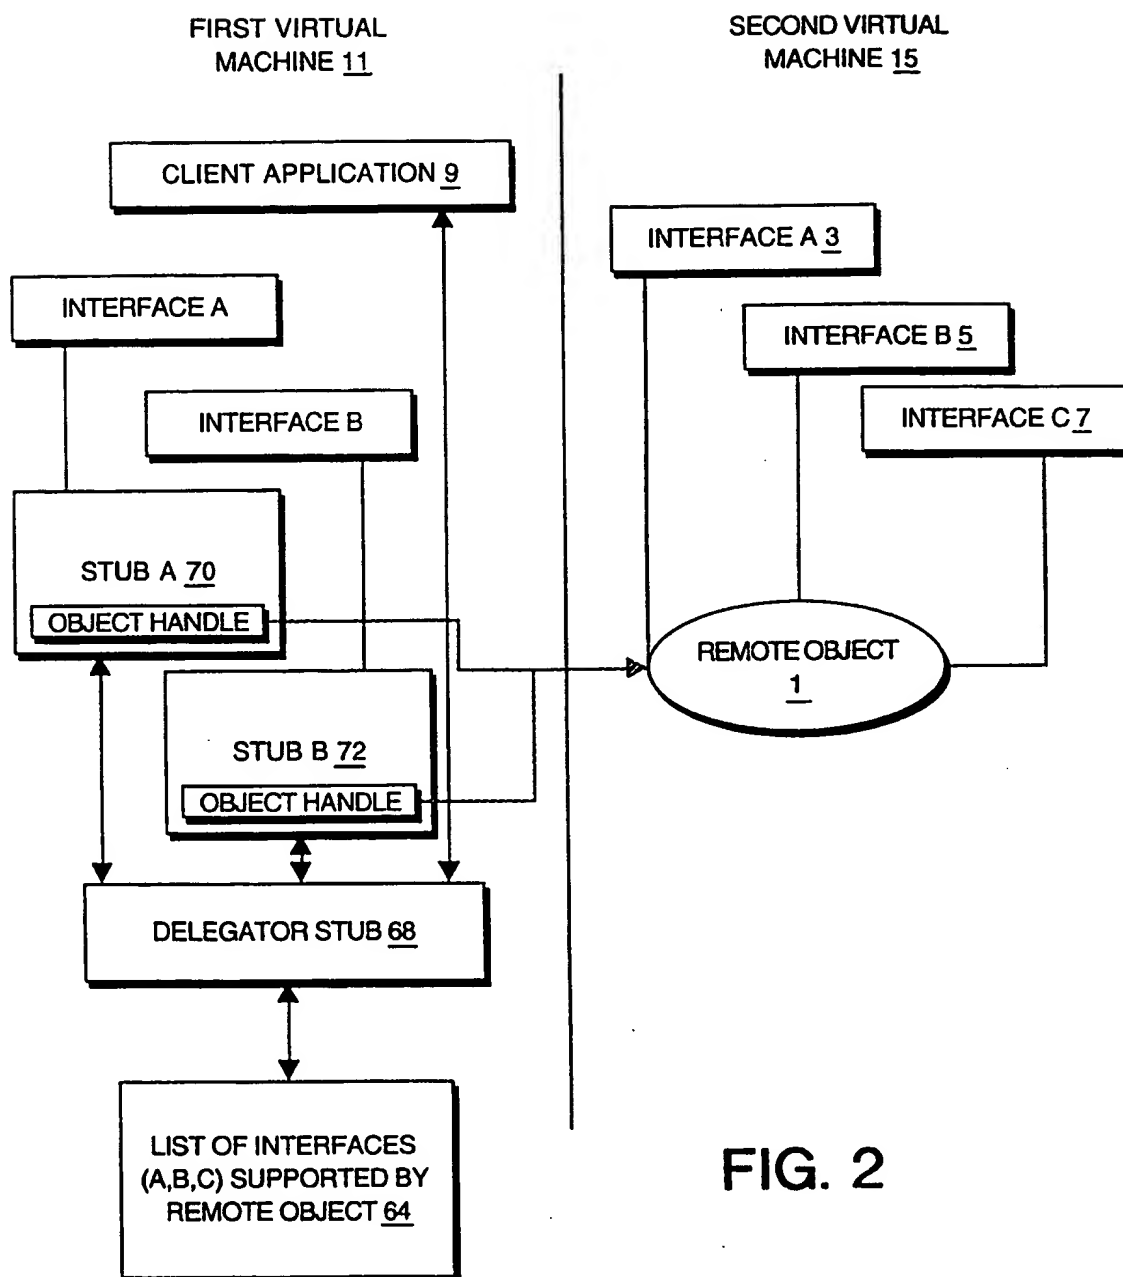 FIRST VIRTUAL
MACHINE 11
SECOND VIRTUAL
MACHINE 15
CLIENT APPLICATION 9
INTERFACE A 3
INTERFACE A
INTERFACE B 5
INTERFACE B
INTERFACE C 7
STUB A 70
OBJECT HANDLE
REMOTE OBJECT
1
STUB B 72
OBJECT HANDLE
DELEGATOR STUB 68
LIST OF INTERFACES
(A,B,C) SUPPORTED BY
REMOTE OBJECT 64
FIG. 2